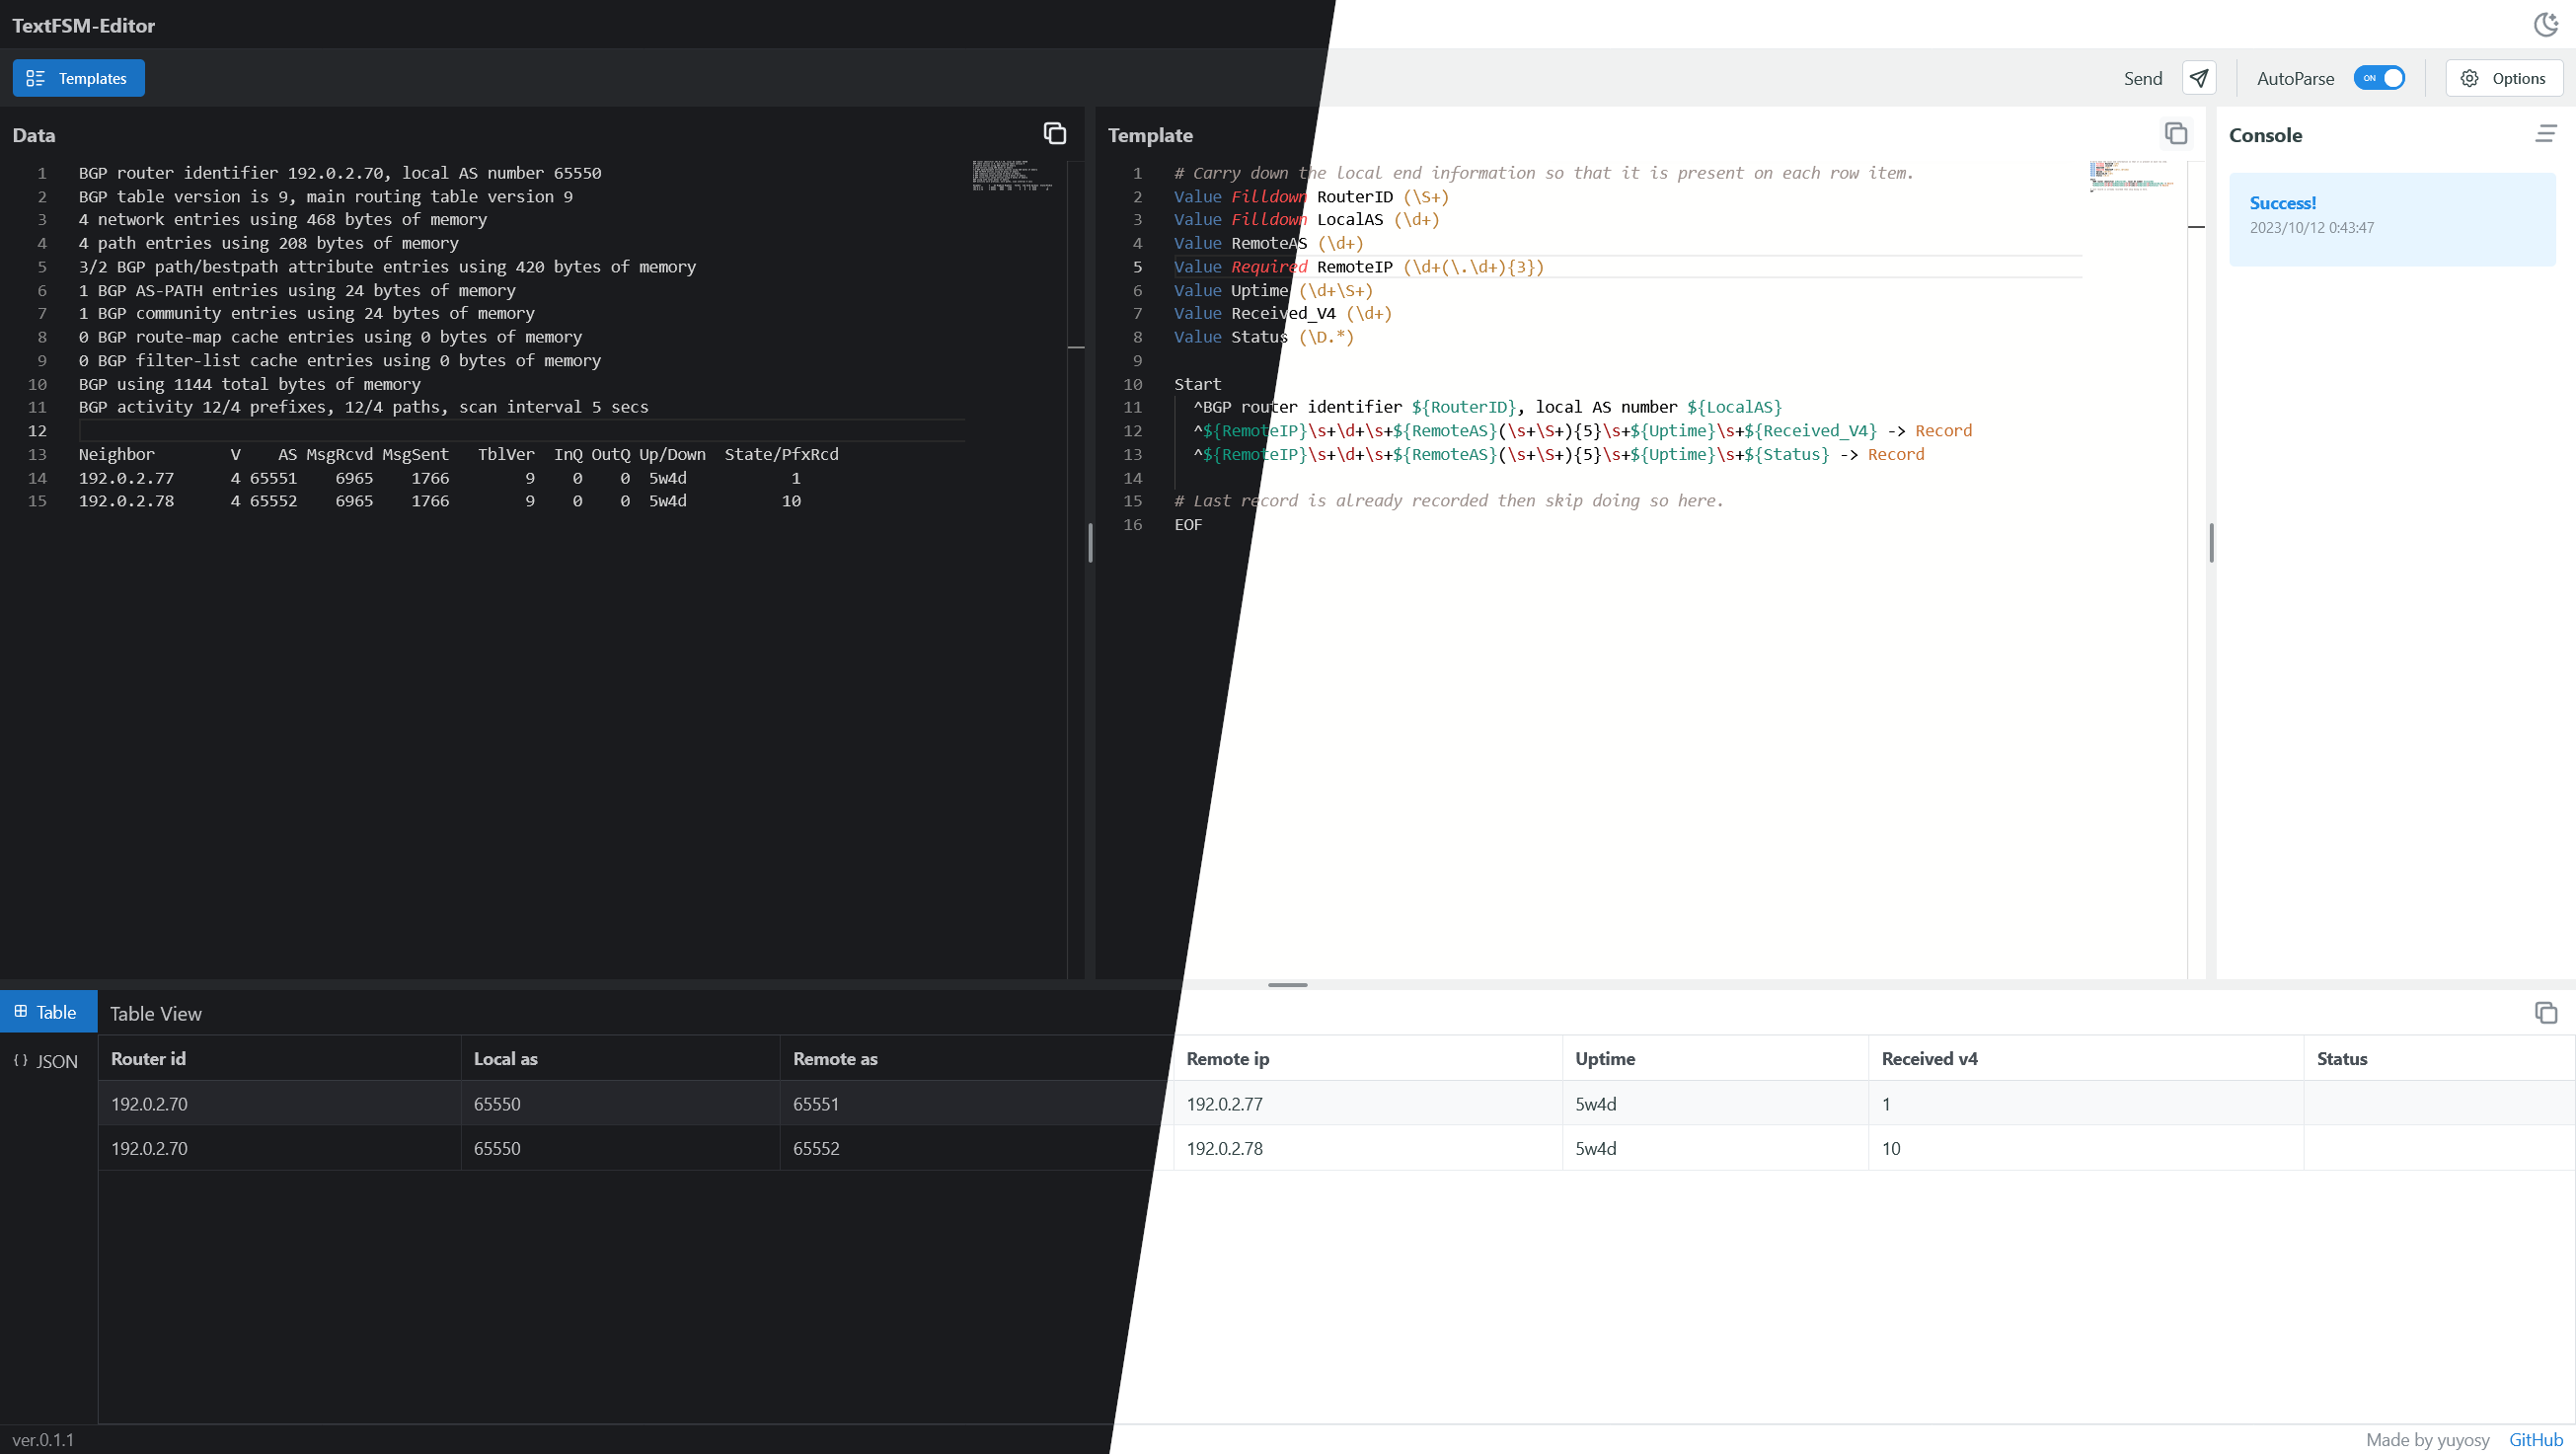 TextFSM-Editor
Templates
Send
AutoParse
ON
Options
Data
1 BGP router identifier 192.0.2.70, local AS number 65550
2 BGP table version is 9, main routing table version 9
3 4 network entries using 468 bytes of memory
4 4 path entries using 208 bytes of memory
5 3/2 BGP path/bestpath attribute entries using 420 bytes of memory
6 1 BGP AS-PATH entries using 24 bytes of memory
7 1 BGP community entries using 24 bytes of memory
8 0 BGP route-map cache entries using 0 bytes of memory
9 0 BGP filter-list cache entries using 0 bytes of memory
10 BGP using 1144 total bytes of memory
11 BGP activity 12/4 prefixes, 12/4 paths, scan interval 5 secs
12
13 Neighbor        V    AS MsgRcvd MsgSent   TblVer  InQ OutQ Up/Down  State/PfxRcd
14 192.0.2.77      4 65551    6965    1766        9    0    0  5w4d           1
15 192.0.2.78      4 65552    6965    1766        9    0    0  5w4d          10
Template
1 # Carry down the local end information so that it is present on each row item.
2 Value Filldown RouterID (\S+)
3 Value Filldown LocalAS (\d+)
4 Value RemoteAS (\d+)
5 Value Required RemoteIP (\d+(\.\d+){3})
6 Value Uptime (\d+\S+)
7 Value Received_V4 (\d+)
8 Value Status (\D.*)
9
10 Start
11   ^BGP router identifier ${RouterID}, local AS number ${LocalAS}
12   ^${RemoteIP}\s+\d+\s+${RemoteAS}(\s+\S+){5}\s+${Uptime}\s+${Received_V4} -> Record
13   ^${RemoteIP}\s+\d+\s+${RemoteAS}(\s+\S+){5}\s+${Uptime}\s+${Status} -> Record
14
15 # Last record is already recorded then skip doing so here.
16 EOF
Console
Success!
2023/10/12 0:43:47
Table
{} JSON
Table View
Router id Local as Remote as Remote ip Uptime Received v4 Status
192.0.2.70 65550 65551 192.0.2.77 5w4d 1
192.0.2.70 65550 65552 192.0.2.78 5w4d 10
ver.0.1.1
Made by yuyosy GitHub